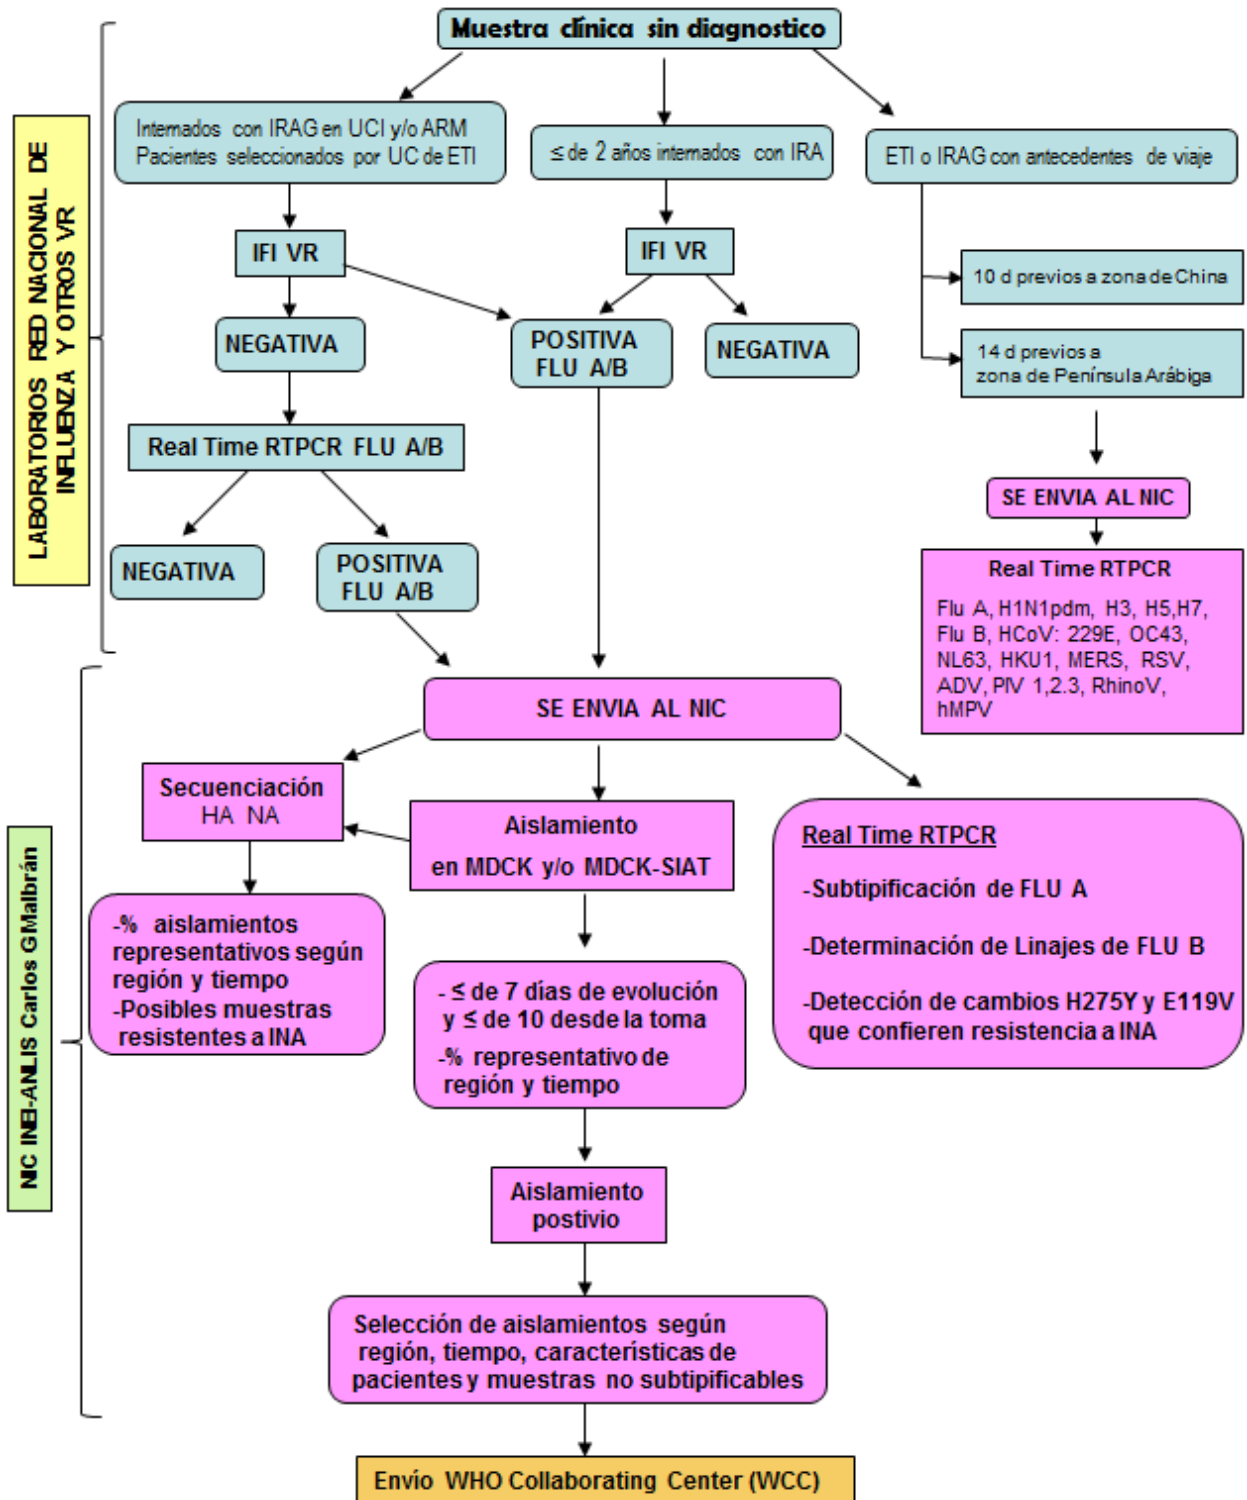 Muestra clínica sin diagnostico
LABORATORIOS RED NACIONAL DE
INFLUENZA Y OTROS VR
Internados con IRAG en UCI y/o ARM
Pacientes seleccionados por UC de ETI
≤ de 2 años internados con IRA
ETI o IRAG con antecedentes de viaje
IFI VR
IFI VR
10 d previos a zona de China
NEGATIVA
POSITIVA
FLU A/B
NEGATIVA
14 d previos a
zona de Península Arábiga
Real Time RTPCR FLU A/B
SE ENVIA AL NIC
NEGATIVA
POSITIVA
FLU A/B
Real Time RTPCR
Flu A, H1N1pdm, H3, H5,H7,
Flu B, HCoV: 229E, OC43,
NL63, HKU1, MERS, RSV,
ADV, PIV 1,2.3, RhinoV,
hMPV
SE ENVIA AL NIC
NIC INEI-ANLIS Carlos GMalbrán
Secuenciación
HA NA
Aislamiento
en MDCK y/o MDCK-SIAT
Real Time RTPCR
-Subtipificación de FLU A
-Determinación de Linajes de FLU B
-Detección de cambios H275Y y E119V
que confieren resistencia a INA
-% aislamientos
representativos según
región y tiempo
-Posibles muestras
resistentes a INA
- ≤ de 7 días de evolución
y ≤ de 10 desde la toma
-% representativo de
región y tiempo
Aislamiento
postivio
Selección de aislamientos según
región, tiempo, características de
pacientes y muestras no subtipificables
Envío WHO Collaborating Center (WCC)